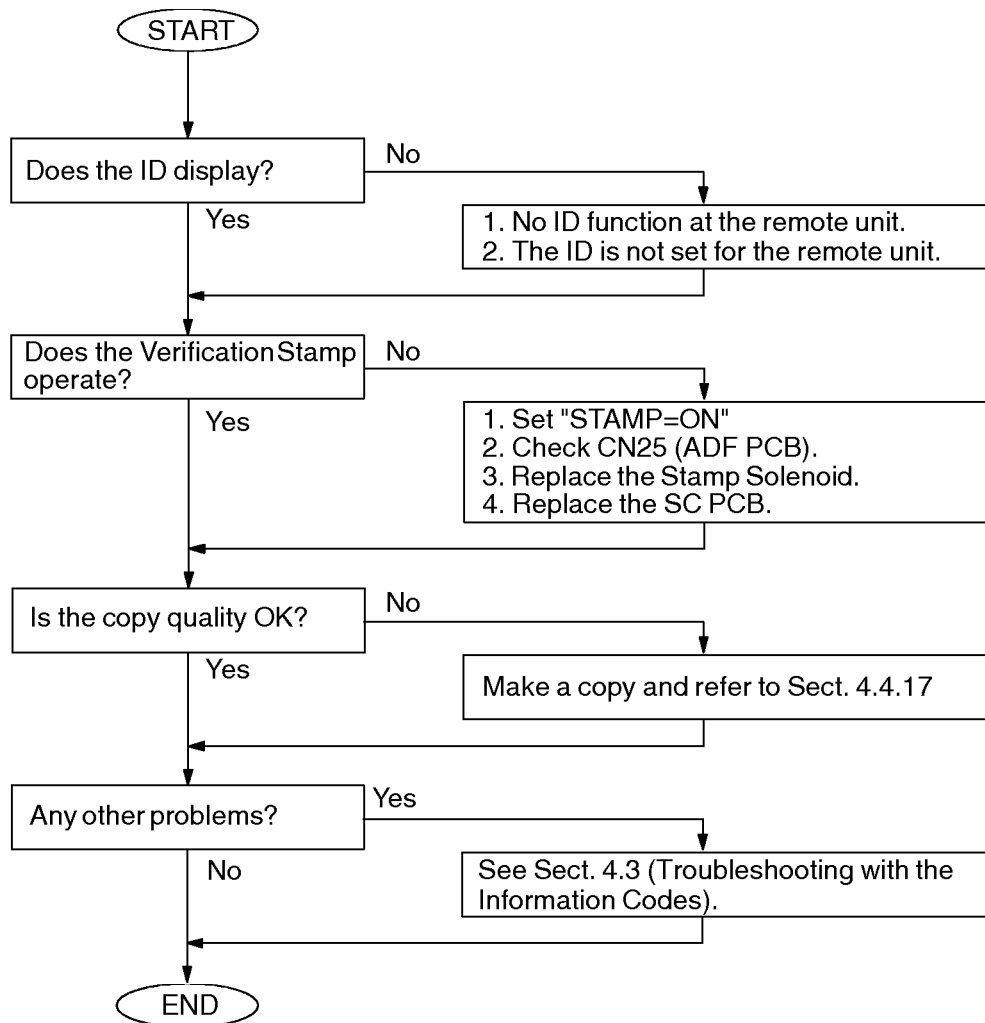 START
Does the ID display?
No
Yes
1. No ID function at the remote unit.
2. The ID is not set for the remote unit.
Does the Verification Stamp
operate?
No
Yes
1. Set "STAMP=ON"
2. Check CN25 (ADF PCB).
3. Replace the Stamp Solenoid.
4. Replace the SC PCB.
Is the copy quality OK?
No
Yes
Make a copy and refer to Sect. 4.4.17
Any other problems?
Yes
No
See Sect. 4.3 (Troubleshooting with the
Information Codes).
END